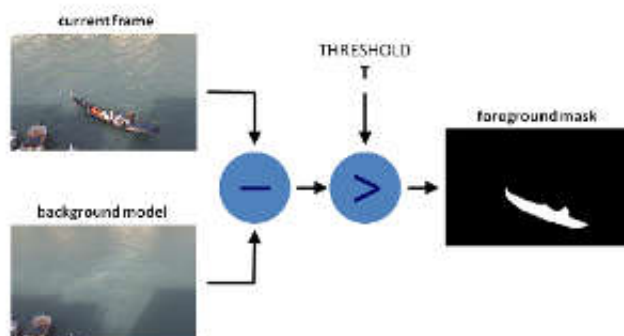 current frame
THRESHOLD
T
foreground mask
−
>
background model